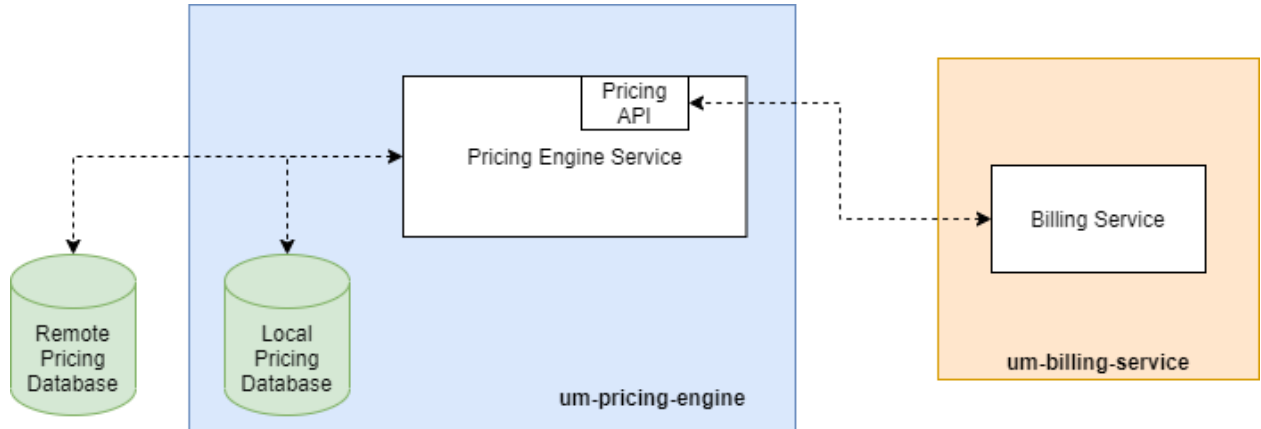 Pricing
API
Pricing Engine Service
Billing Service
Remote
Pricing
Database
Local
Pricing
Database
um-pricing-engine
um-billing-service